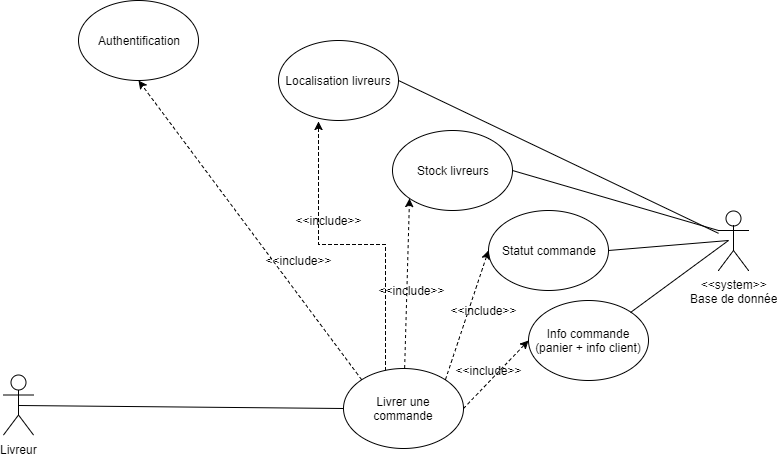 Authentification
Localisation livreurs
Stock livreurs
<<include>>
Statut commande
<<include>>
<<system>>
Base de donnée
<<include>>
<<include>>
Info commande
(panier + info client)
<<include>>
Livrer une
commande
Livreur